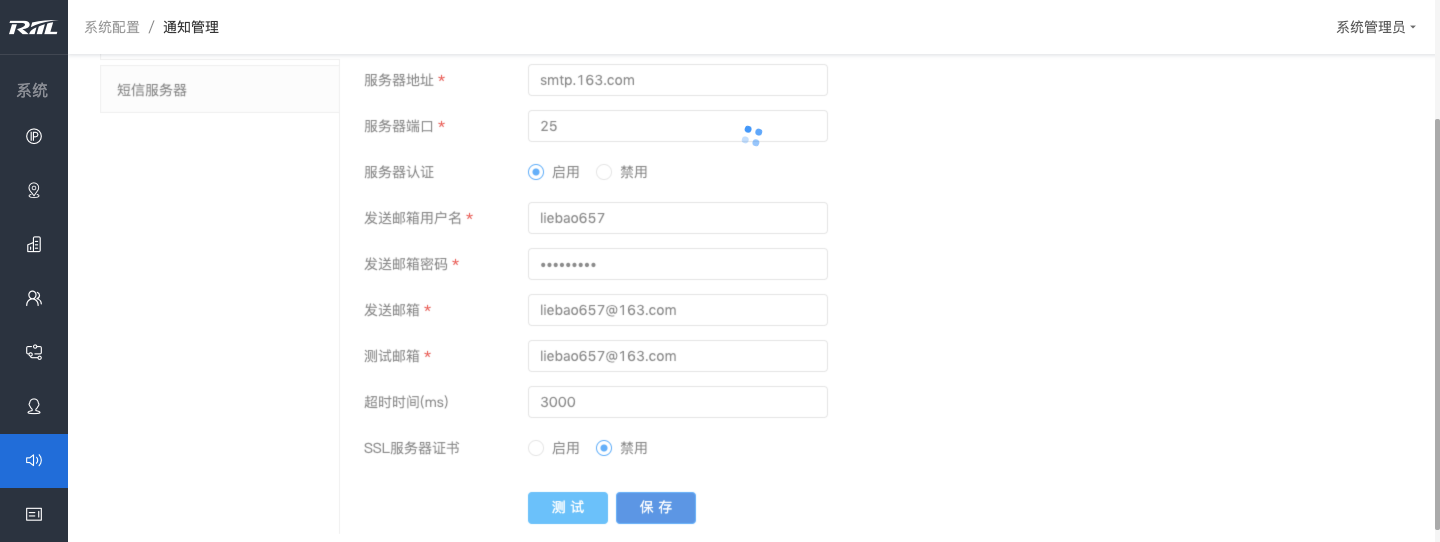 RIIL
系统配置 / 通知管理
系统管理员
系统
短信服务器
服务器地址 *
smtp.163.com
服务器端口 *
25
服务器认证
启用 禁用
发送邮箱用户名 *
liebao657
发送邮箱密码 *
•••••••••
发送邮箱 *
liebao657@163.com
测试邮箱 *
liebao657@163.com
超时时间(ms)
3000
SSL服务器证书
启用 禁用
测 试 保 存